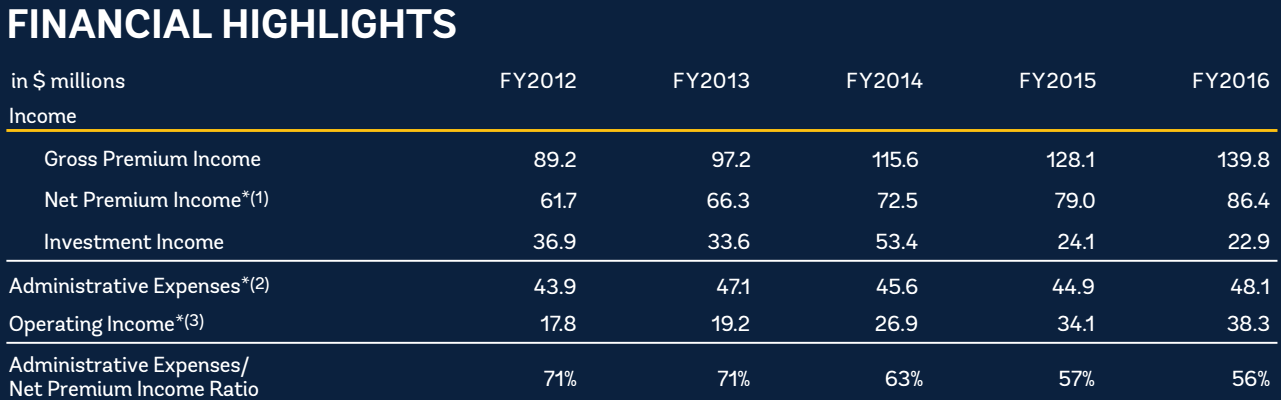 FINANCIAL HIGHLIGHTS
in $ millions FY2012 FY2013 FY2014 FY2015 FY2016
Income
Gross Premium Income 89.2 97.2 115.6 128.1 139.8
Net Premium Income*(1) 61.7 66.3 72.5 79.0 86.4
Investment Income 36.9 33.6 53.4 24.1 22.9
Administrative Expenses*(2) 43.9 47.1 45.6 44.9 48.1
Operating Income*(3) 17.8 19.2 26.9 34.1 38.3
Administrative Expenses/
Net Premium Income Ratio 71% 71% 63% 57% 56%